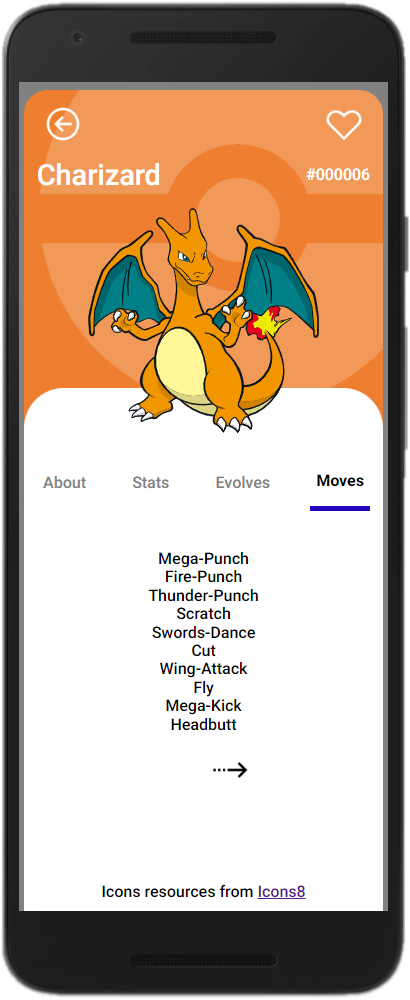 Charizard
#000006
About
Stats
Evolves
Moves
Mega-Punch
Fire-Punch
Thunder-Punch
Scratch
Swords-Dance
Cut
Wing-Attack
Fly
Mega-Kick
Headbutt
Icons resources from Icons8